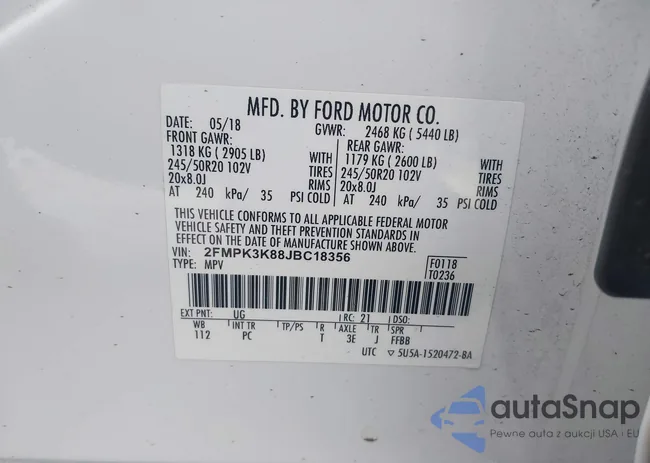 MFD. BY FORD MOTOR CO.
DATE: 05/18 GVWR: 2468 KG ( 5440 LB)
FRONT GAWR: REAR GAWR:
1318 KG ( 2905 LB) WITH 1179 KG ( 2600 LB) WITH
245/50R20 102V TIRES 245/50R20 102V TIRES
20x8.0J RIMS 20x8.0J RIMS
AT 240 kPa/ 35 PSI COLD AT 240 kPa/ 35 PSI COLD
THIS VEHICLE CONFORMS TO ALL APPLICABLE FEDERAL MOTOR
VEHICLE SAFETY AND THEFT PREVENTION STANDARDS IN
EFFECT ON THE DATE OF MANUFACTURE SHOWN ABOVE.
VIN: 2FMPK3K88JBC18356 F0118
TYPE: MPV T0236
EXT PNT: UG RC: 21 DSO:
WB INT TR TP/PS R AXLE TR SPR
112 PC T 3E J FFBB
UTC ▽5U5A-1520472-BA
autaSnap
Pewne auta z aukcji USA i EU